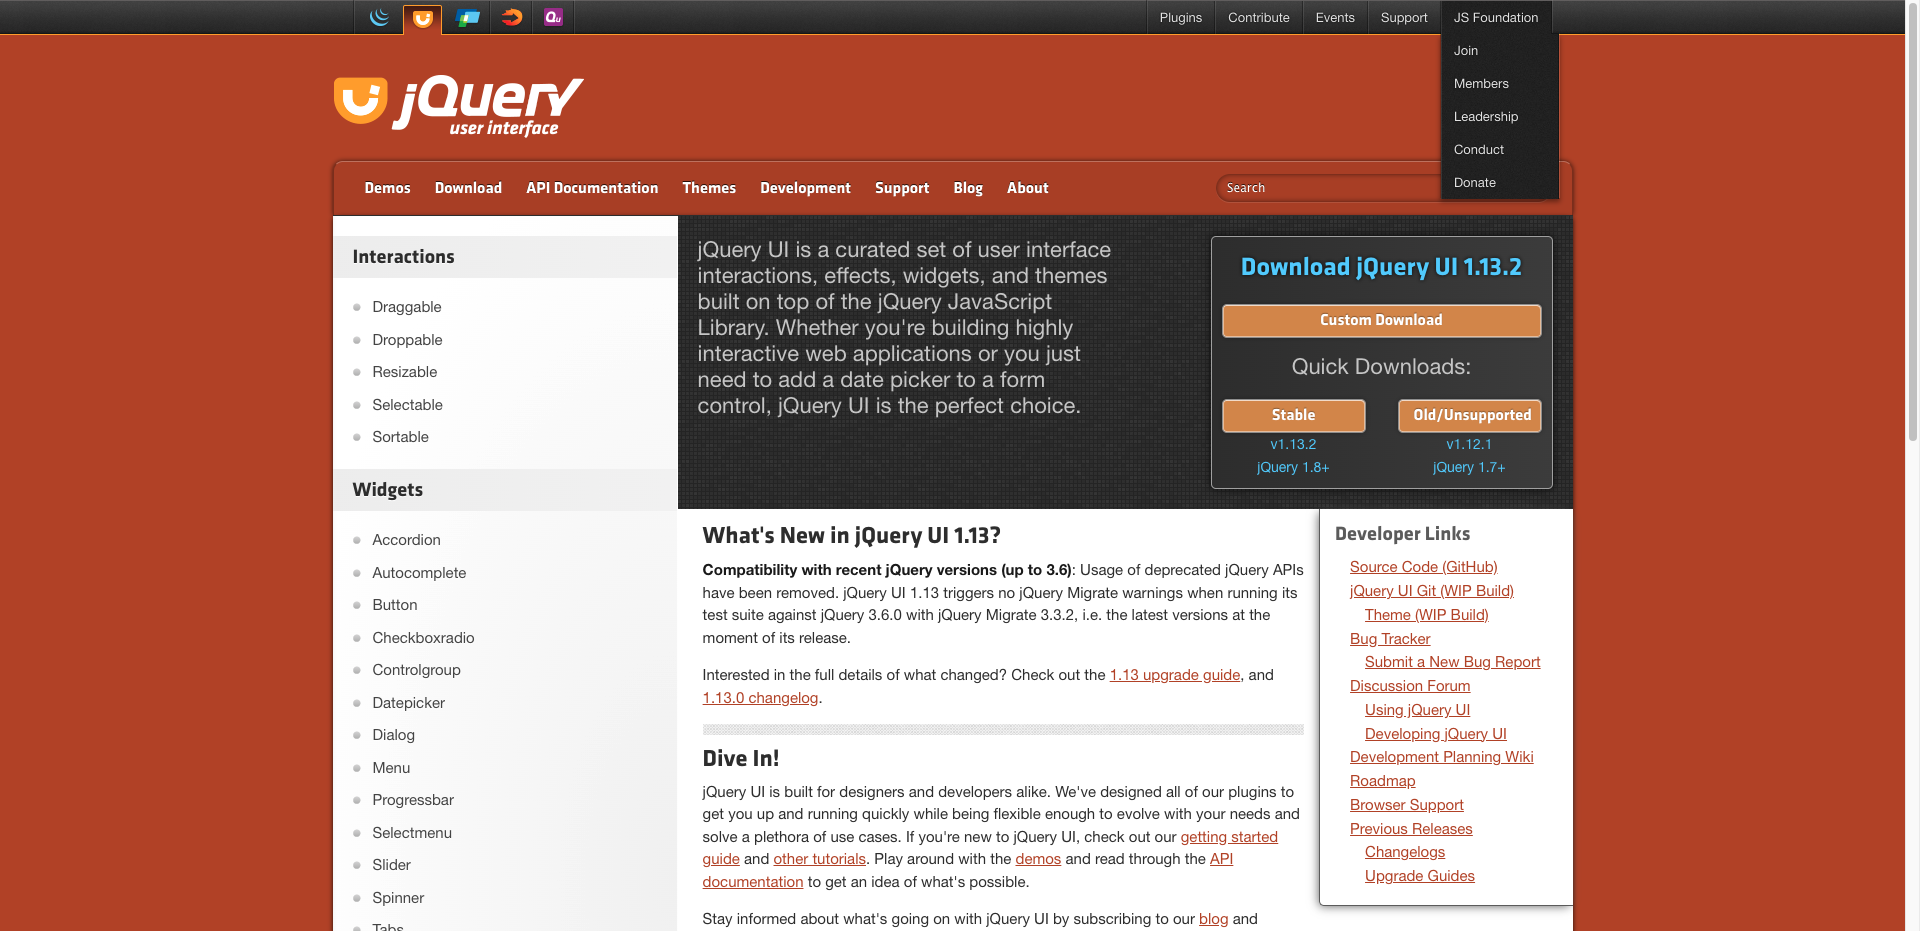 Plugins
Contribute
Events
Support
JS Foundation
Join
Members
Leadership
Conduct
Donate
jQuery
user interface
Demos
Download
API Documentation
Themes
Development
Support
Blog
About
Search
Interactions
Draggable
Droppable
Resizable
Selectable
Sortable
Widgets
Accordion
Autocomplete
Button
Checkboxradio
Controlgroup
Datepicker
Dialog
Menu
Progressbar
Selectmenu
Slider
Spinner
Tabs
jQuery UI is a curated set of user interface
interactions, effects, widgets, and themes
built on top of the jQuery JavaScript
Library. Whether you're building highly
interactive web applications or you just
need to add a date picker to a form
control, jQuery UI is the perfect choice.
Download jQuery UI 1.13.2
Custom Download
Quick Downloads:
Stable
v1.13.2
jQuery 1.8+
Old/Unsupported
v1.12.1
jQuery 1.7+
What's New in jQuery UI 1.13?
Compatibility with recent jQuery versions (up to 3.6): Usage of deprecated jQuery APIs
have been removed. jQuery UI 1.13 triggers no jQuery Migrate warnings when running its
test suite against jQuery 3.6.0 with jQuery Migrate 3.3.2, i.e. the latest versions at the
moment of its release.
Interested in the full details of what changed? Check out the 1.13 upgrade guide, and
1.13.0 changelog.
Dive In!
jQuery UI is built for designers and developers alike. We've designed all of our plugins to
get you up and running quickly while being flexible enough to evolve with your needs and
solve a plethora of use cases. If you're new to jQuery UI, check out our getting started
guide and other tutorials. Play around with the demos and read through the API
documentation to get an idea of what's possible.
Stay informed about what's going on with jQuery UI by subscribing to our blog and
Developer Links
Source Code (GitHub)
jQuery UI Git (WIP Build)
Theme (WIP Build)
Bug Tracker
Submit a New Bug Report
Discussion Forum
Using jQuery UI
Developing jQuery UI
Development Planning Wiki
Roadmap
Browser Support
Previous Releases
Changelogs
Upgrade Guides